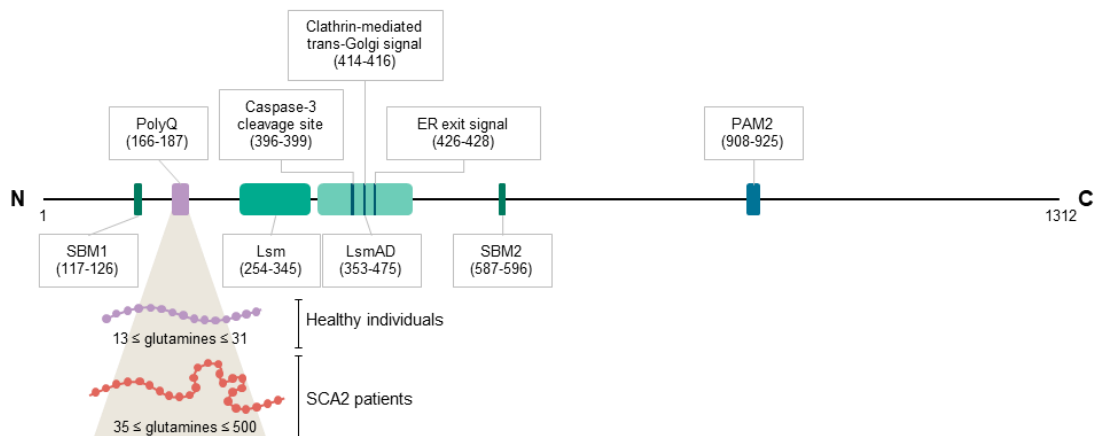 Clathrin-mediated
trans-Golgi signal
(414-416)
PolyQ
(166-187)
Caspase-3
cleavage site
(396-399)
ER exit signal
(426-428)
PAM2
(908-925)
N
C
1
1312
SBM1
(117-126)
Lsm
(254-345)
LsmAD
(353-475)
SBM2
(587-596)
Healthy individuals
13 ≤ glutamines ≤ 31
SCA2 patients
35 ≤ glutamines ≤ 500